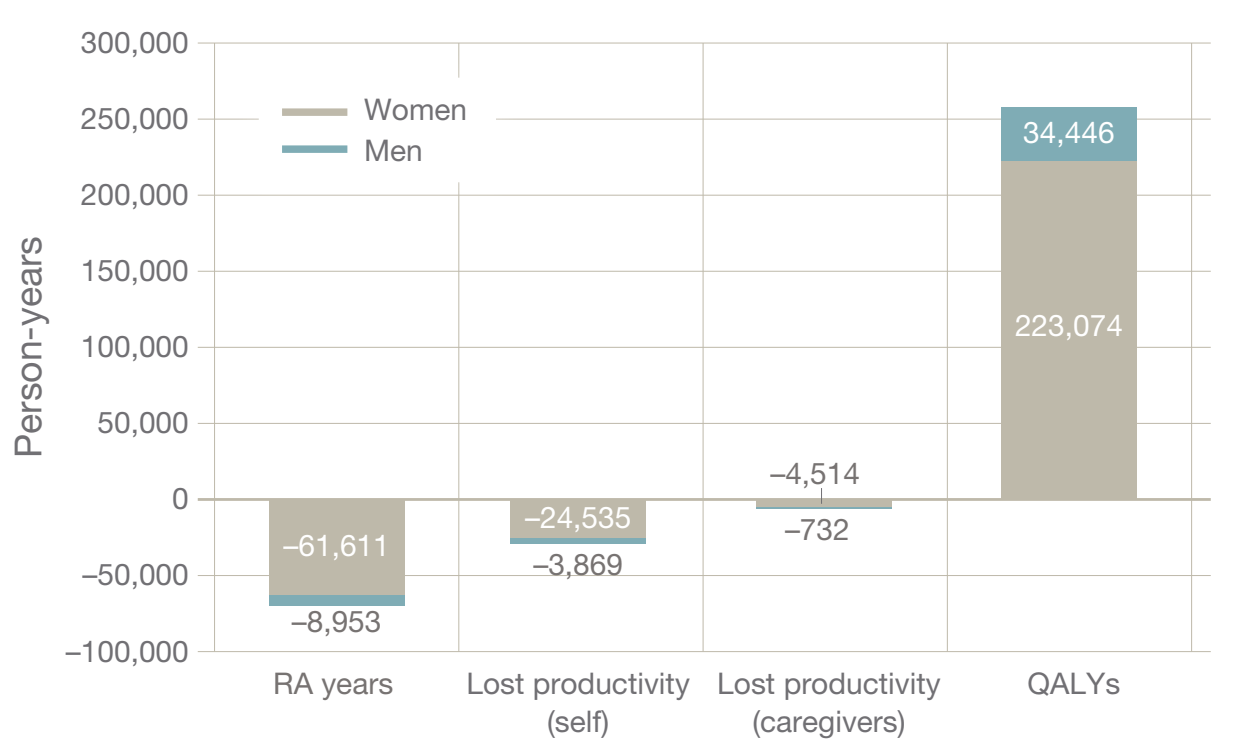 Person-years
300,000
250,000
200,000
150,000
100,000
50,000
0
–50,000
–100,000
Women
Men
–61,611
–8,953
–24,535
–3,869
–4,514
–732
34,446
223,074
RA years
Lost productivity
(self)
Lost productivity
(caregivers)
QALYs